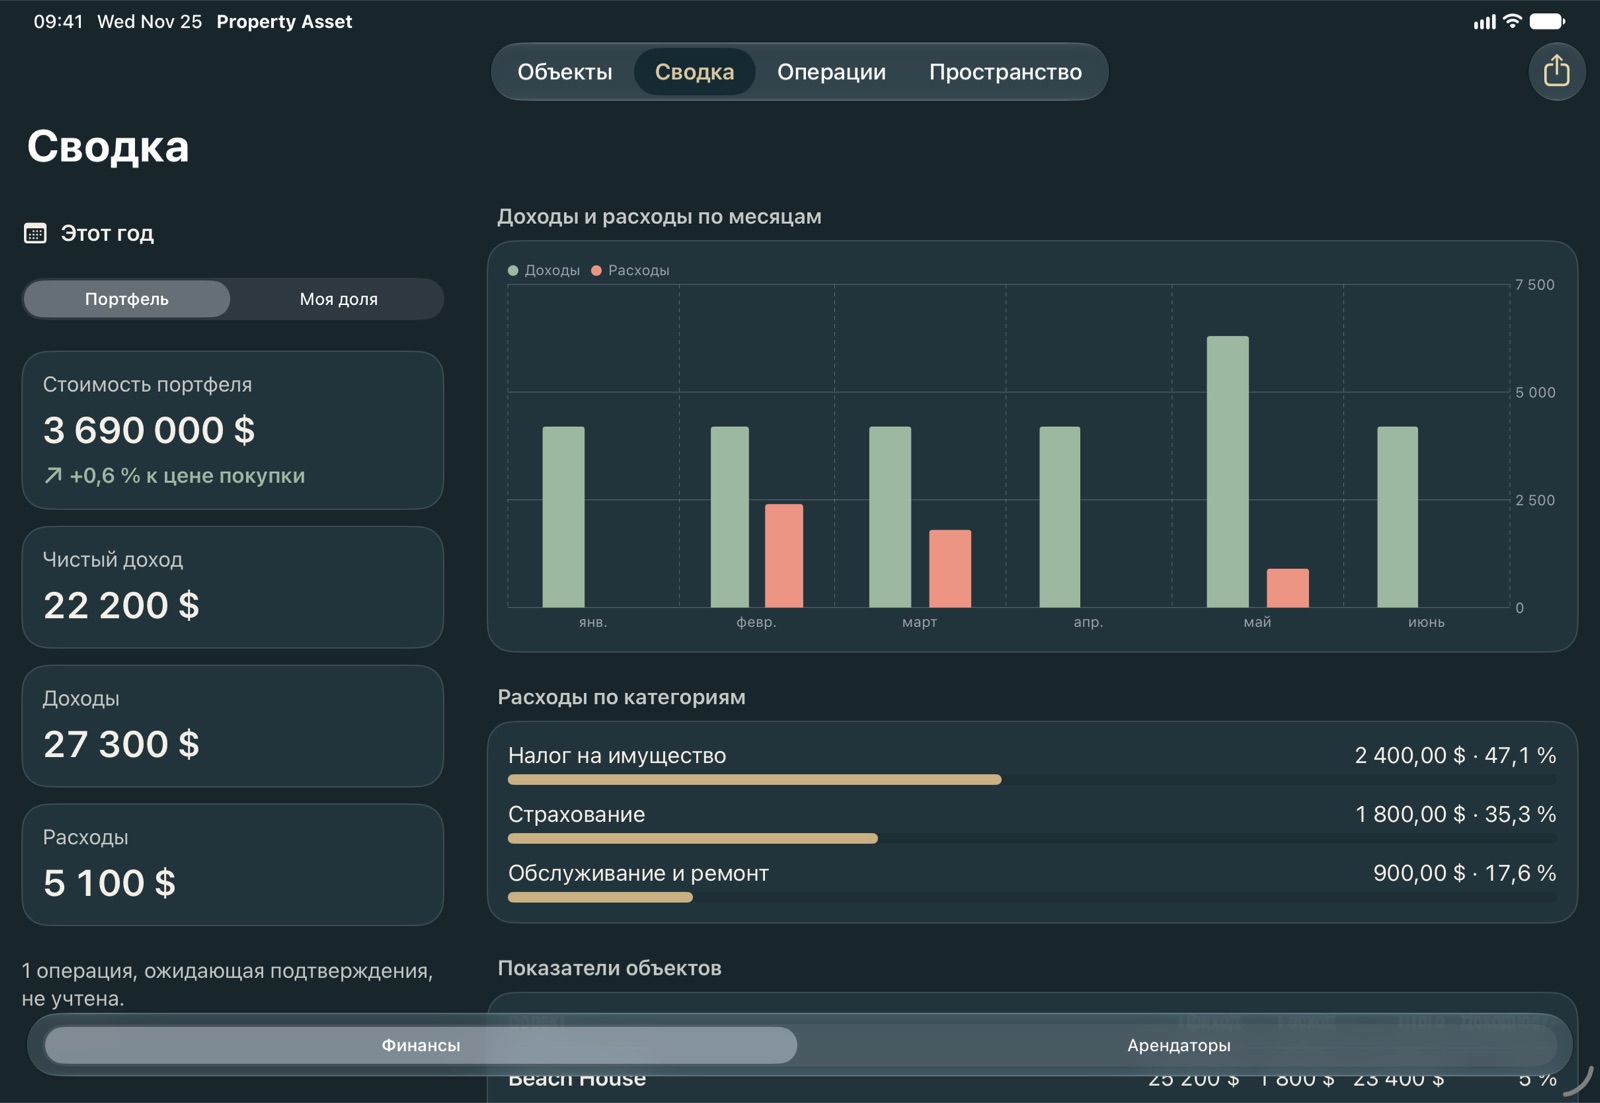 09:41 Wed Nov 25 Property Asset
Объекты Сводка Операции Пространство
Сводка
Этот год
Портфель Моя доля
Стоимость портфеля
3 690 000 $
+0,6 % к цене покупки
Чистый доход
22 200 $
Доходы
27 300 $
Расходы
5 100 $
1 операция, ожидающая подтверждения,
не учтена.
Доходы и расходы по месяцам
Доходы Расходы
7 500
5 000
2 500
0
янв. февр. март апр. май июнь
Расходы по категориям
Налог на имущество 2 400,00 $ · 47,1 %
Страхование 1 800,00 $ · 35,3 %
Обслуживание и ремонт 900,00 $ · 17,6 %
Показатели объектов
Финансы Арендаторы
Beach House 25 200 $ 1 800 $ 23 400 $ 5 %